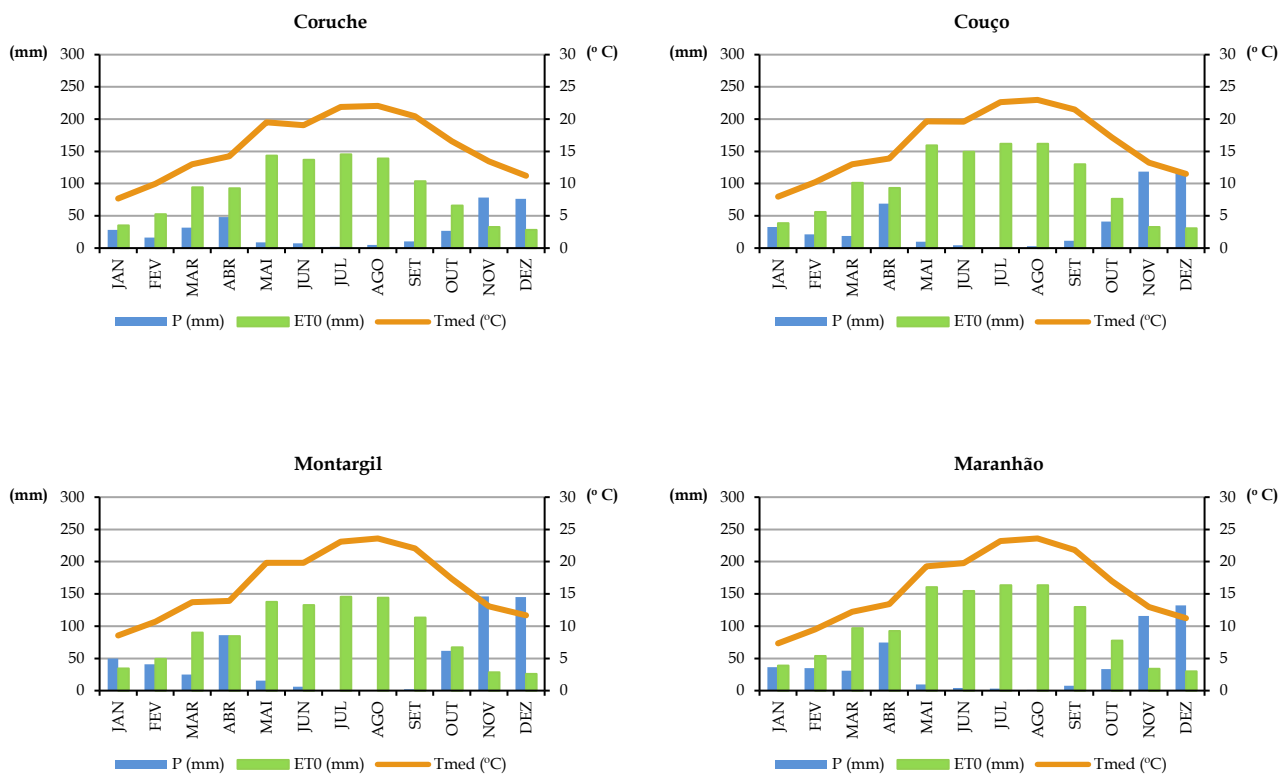 Coruche
(mm) (º C)
300 30
250 25
200 20
150 15
100 10
50 5
0 0
JAN FEV MAR ABR MAI JUN JUL AGO SET OUT NOV DEZ
P (mm) ET0 (mm) Tmed (ºC)
Couço
(mm) (º C)
300 30
250 25
200 20
150 15
100 10
50 5
0 0
JAN FEV MAR ABR MAI JUN JUL AGO SET OUT NOV DEZ
P (mm) ET0 (mm) Tmed (ºC)
Montargil
(mm) (º C)
300 30
250 25
200 20
150 15
100 10
50 5
0 0
JAN FEV MAR ABR MAI JUN JUL AGO SET OUT NOV DEZ
P (mm) ET0 (mm) Tmed (ºC)
Maranhão
(mm) (º C)
300 30
250 25
200 20
150 15
100 10
50 5
0 0
JAN FEV MAR ABR MAI JUN JUL AGO SET OUT NOV DEZ
P (mm) ET0 (mm) Tmed (ºC)